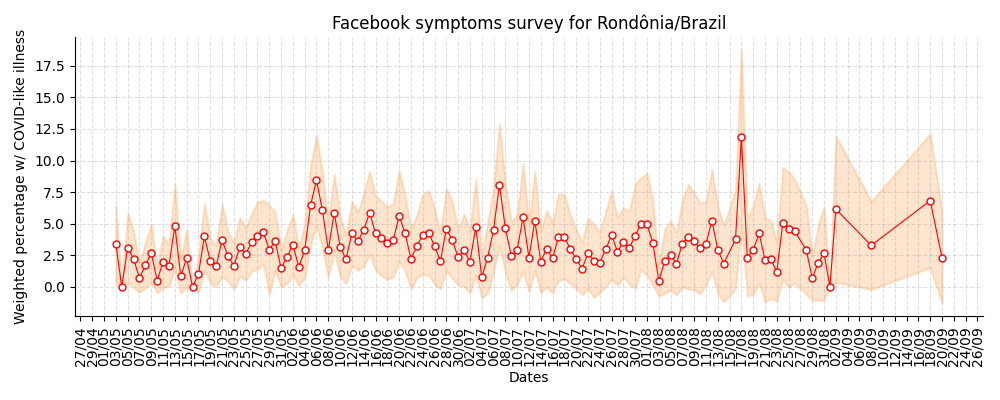 Facebook symptoms survey for Rondônia/Brazil
Weighted percentage w/ COVID-like illness
17.5
15.0
12.5
10.0
7.5
5.0
2.5
0.0
27/04 29/04 01/05 03/05 05/05 07/05 09/05 11/05 13/05 15/05 17/05 19/05 21/05 23/05 25/05 27/05 29/05 31/05 02/06 04/06 06/06 08/06 10/06 12/06 14/06 16/06 18/06 20/06 22/06 24/06 26/06 28/06 30/06 02/07 04/07 06/07 08/07 10/07 12/07 14/07 16/07 18/07 20/07 22/07 24/07 26/07 28/07 30/07 01/08 03/08 05/08 07/08 09/08 11/08 13/08 15/08 17/08 19/08 21/08 23/08 25/08 27/08 29/08 31/08 02/09 04/09 06/09 08/09 10/09 12/09 14/09 16/09 18/09 20/09 22/09 24/09 26/09
Dates